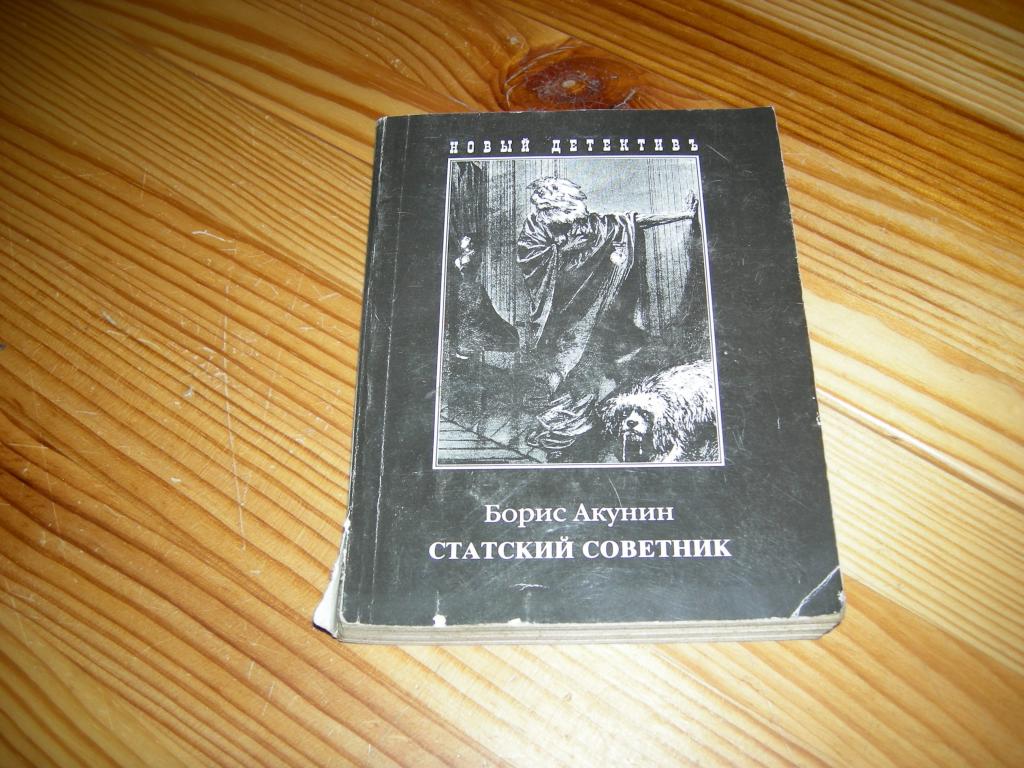 НОВЫЙ ДЕТЕКТИВЪ
Борис Акунин
СТАТСКИЙ СОВЕТНИК